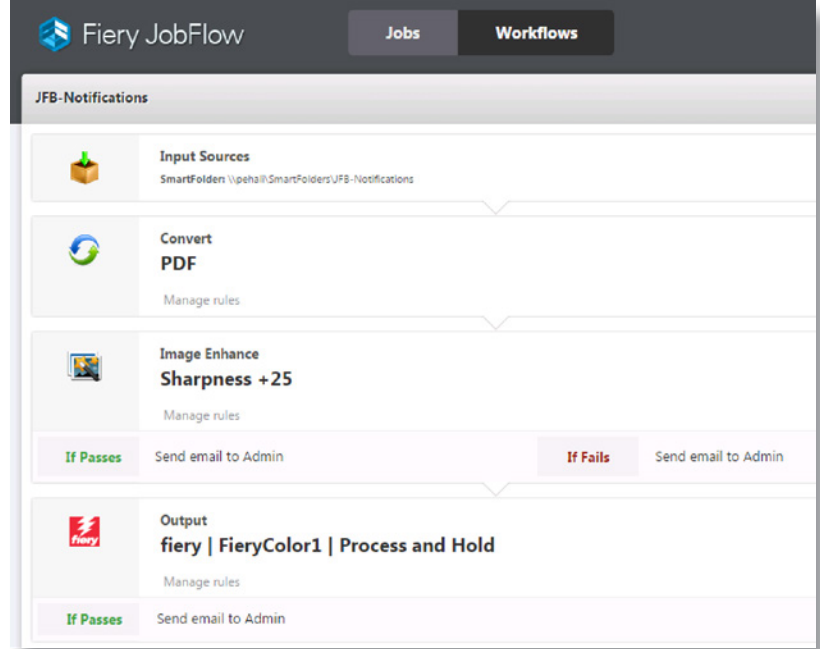 Fiery JobFlow
Jobs
Workflows
JFB-Notifications
Input Sources
SmartFolder: \\pehall\SmartFolders\JFB-Notifications
Convert
PDF
Manage rules
Image Enhance
Sharpness +25
Manage rules
If Passes
Send email to Admin
If Fails
Send email to Admin
fiery
Output
fiery | FieryColor1 | Process and Hold
Manage rules
If Passes
Send email to Admin